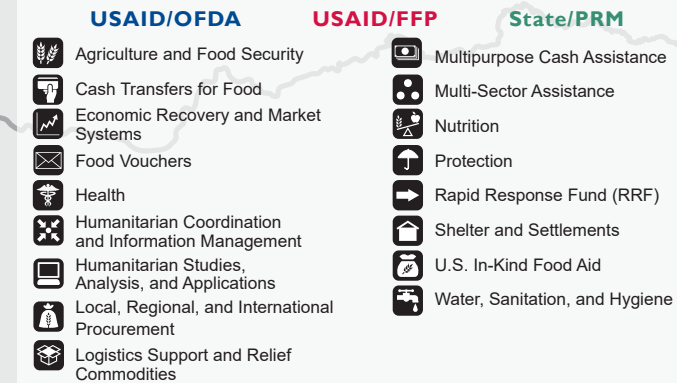 USAID/OFDA USAID/FFP State/PRM
Agriculture and Food Security
Cash Transfers for Food
Economic Recovery and Market
Systems
Food Vouchers
Health
Humanitarian Coordination
and Information Management
Humanitarian Studies,
Analysis, and Applications
Local, Regional, and International
Procurement
Logistics Support and Relief
Commodities
Multipurpose Cash Assistance
Multi-Sector Assistance
Nutrition
Protection
Rapid Response Fund (RRF)
Shelter and Settlements
U.S. In-Kind Food Aid
Water, Sanitation, and Hygiene